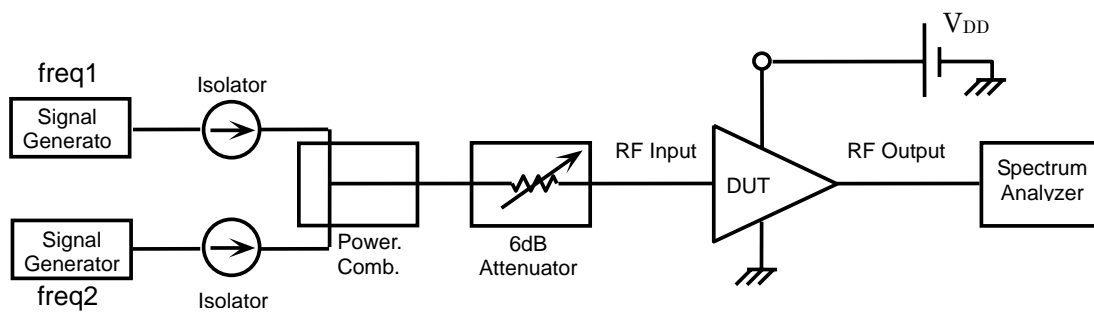 freq1
Signal
Generato
Isolator
Signal
Generator
freq2
Isolator
Power.
Comb.
6dB
Attenuator
RF Input
DUT
VDD
RF Output
Spectrum
Analyzer